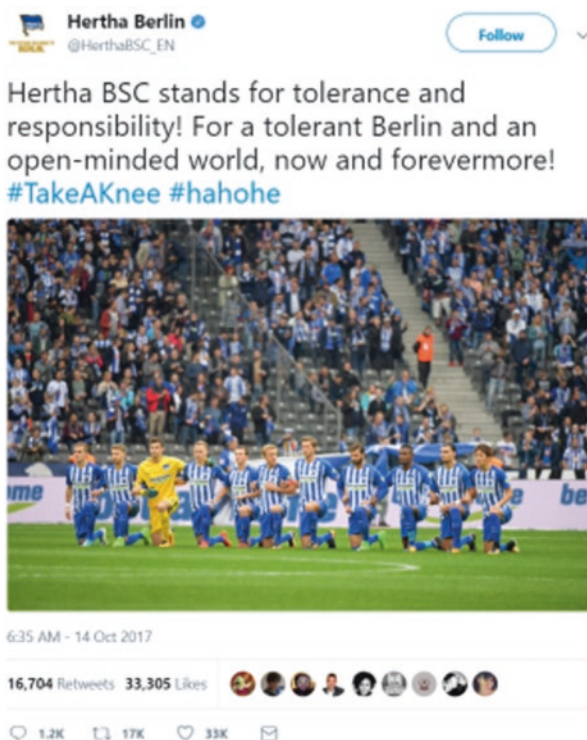 Hertha Berlin
@HerthaBSC_EN
Follow
Hertha BSC stands for tolerance and
responsibility! For a tolerant Berlin and an
open-minded world, now and forevermore!
#TakeAKnee #hahohe
6:35 AM - 14 Oct 2017
16,704 Retweets 33,305 Likes
1.2K 17K 33K